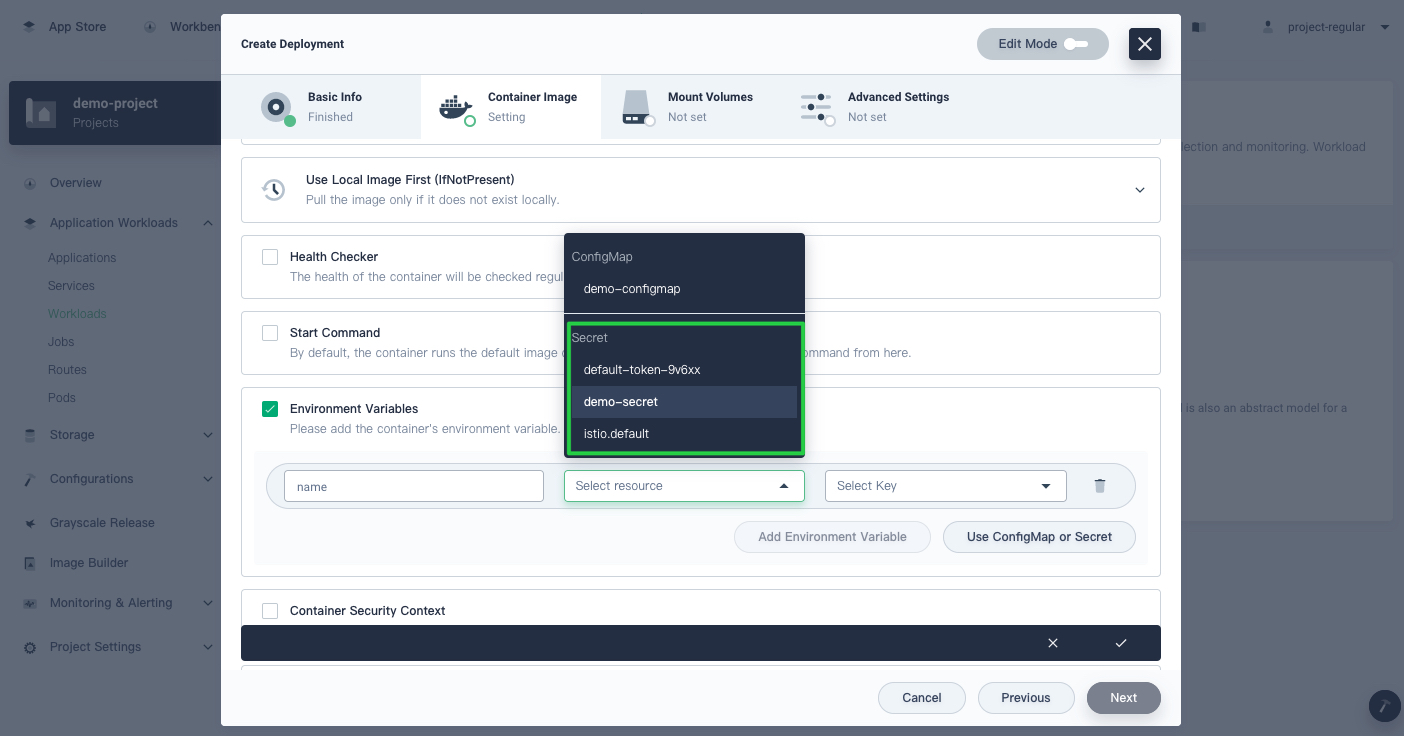 App Store
Workben
project-regular
Create Deployment
Edit Mode
demo-project
Projects
Basic Info
Finished
Container Image
Setting
Mount Volumes
Not set
Advanced Settings
Not set
Overview
Application Workloads
Applications
Services
Workloads
Jobs
Routes
Pods
Storage
Configurations
Grayscale Release
Image Builder
Monitoring & Alerting
Project Settings
Use Local Image First (IfNotPresent)
Pull the image only if it does not exist locally.
Health Checker
The health of the container will be checked regul
Start Command
By default, the container runs the default image
ommand from here.
Environment Variables
Please add the container's environment variable.
ConfigMap
demo-configmap
Secret
default-token-9v6xx
demo-secret
istio.default
name
Select resource
Select Key
Add Environment Variable
Use ConfigMap or Secret
Container Security Context
Cancel
Previous
Next
lection and monitoring. Workload
is also an abstract model for a